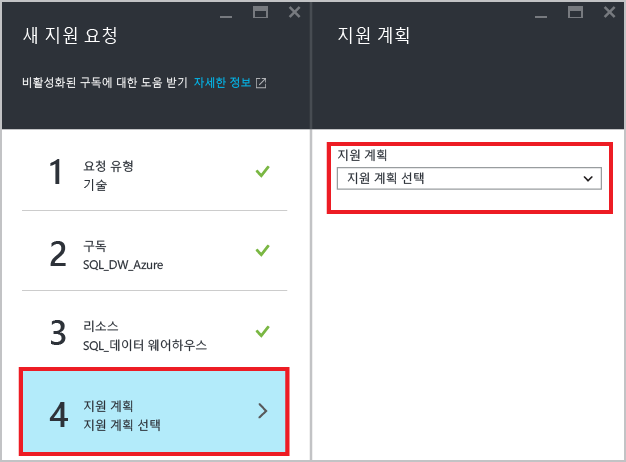 새 지원 요청
비활성화된 구독에 대한 도움 받기 자세한 정보
1
요청 유형
기술
2
구독
SQL_DW_Azure
3
리소스
SQL_데이터 웨어하우스
4
지원 계획
지원 계획 선택
지원 계획
지원 계획
지원 계획 선택